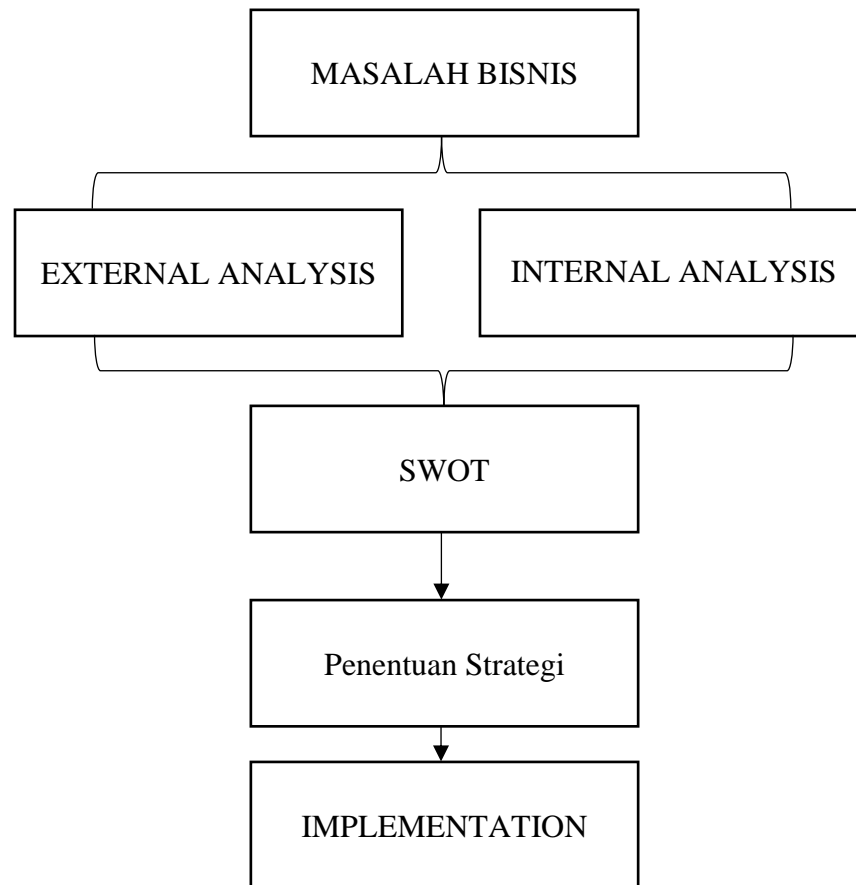 MASALAH BISNIS
EXTERNAL ANALYSIS
INTERNAL ANALYSIS
SWOT
Penentuan Strategi
IMPLEMENTATION